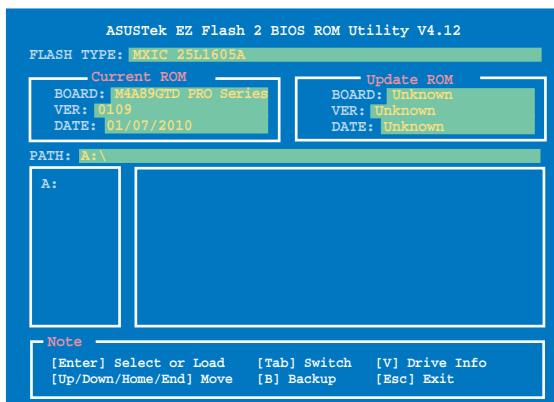 ASUSTek EZ Flash 2 BIOS ROM Utility V4.12
FLASH TYPE: MXIC 25L1605A
Current ROM
BOARD: M4A89GTD PRO Series
VER: 0109
DATE: 01/07/2010
Update ROM
BOARD: Unknown
VER: Unknown
DATE: Unknown
PATH: A:\
A:
Note
[Enter] Select or Load [Tab] Switch [V] Drive Info
[Up/Down/Home/End] Move [B] Backup [Esc] Exit